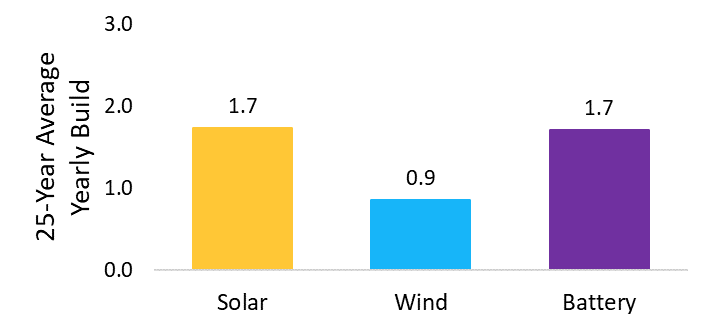 25-Year Average
Yearly Build
3.0
2.0
1.0
0.0
1.7
0.9
1.7
Solar
Wind
Battery